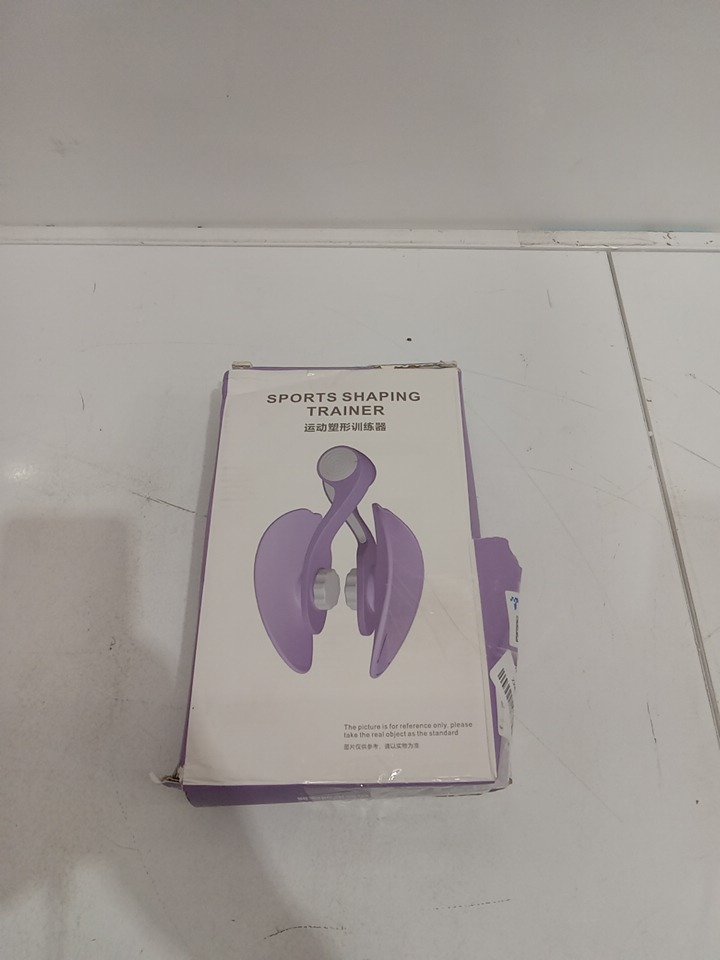 SPORTS SHAPING
TRAINER
运动塑形训练器
The picture is for reference only, please
take the real object as the standard
图片仅供参考，请以实物为准